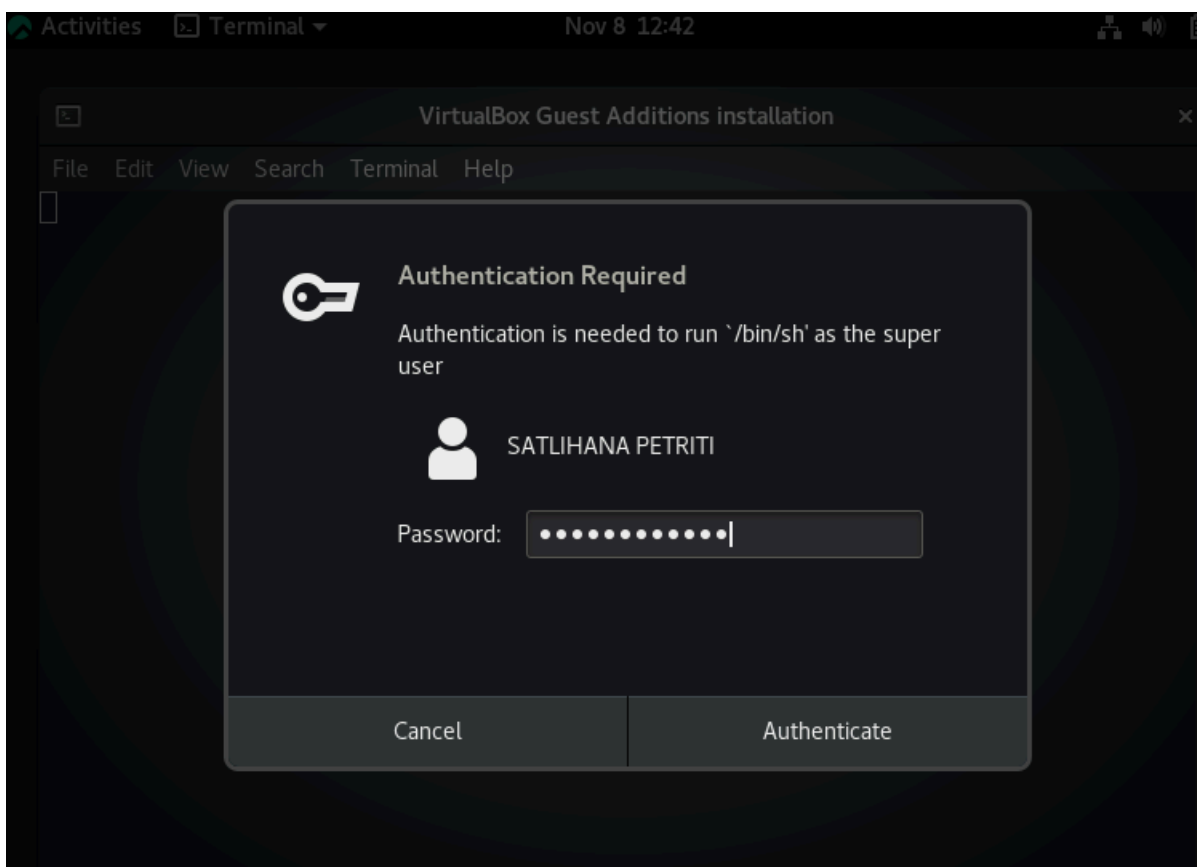 Activities Terminal Nov 8 12:42
VirtualBox Guest Additions installation
File Edit View Search Terminal Help
Authentication Required
Authentication is needed to run `/bin/sh' as the super
user
SATLIHANA PETRITI
Password: ●●●●●●●●●●●●
Cancel Authenticate